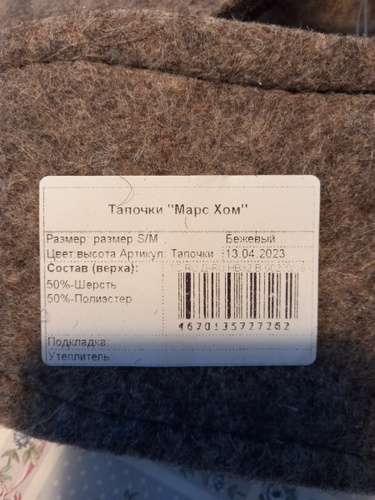 Тапочки "Марс Хом"
Размер: размер S/M Бежевый
Цвет высота Артикул: Тапочки 13.04.2023
Состав (верха):
50%-Шерсть
50%-Полиэстер
4670135777262
Подкладка:
Утеплитель: